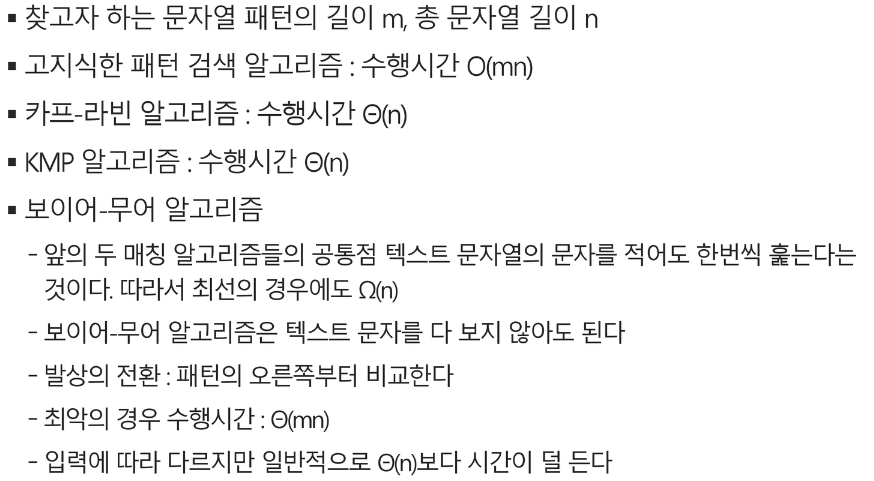 ▪ 찾고자 하는 문자열 패턴의 길이 m, 총 문자열 길이 n
▪ 고지식한 패턴 검색 알고리즘 : 수행시간 O(mn)
▪ 카프-라빈 알고리즘 : 수행시간 Θ(n)
▪ KMP 알고리즘 : 수행시간 Θ(n)
▪ 보이어-무어 알고리즘
- 앞의 두 매칭 알고리즘들의 공통점 텍스트 문자열의 문자를 적어도 한번씩 훑는다는
것이다. 따라서 최선의 경우에도 Ω(n)
- 보이어-무어 알고리즘은 텍스트 문자를 다 보지 않아도 된다
- 발상의 전환 : 패턴의 오른쪽부터 비교한다
- 최악의 경우 수행시간 : Θ(mn)
- 입력에 따라 다르지만 일반적으로 Θ(n)보다 시간이 덜 든다